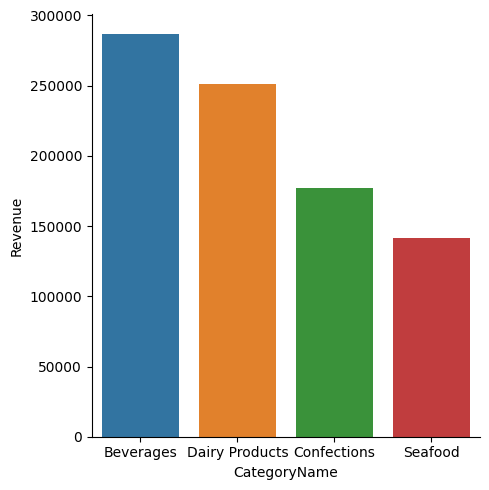 300000
250000
200000
150000
100000
50000
0
Revenue
Beverages
Dairy Products
Confections
Seafood
CategoryName